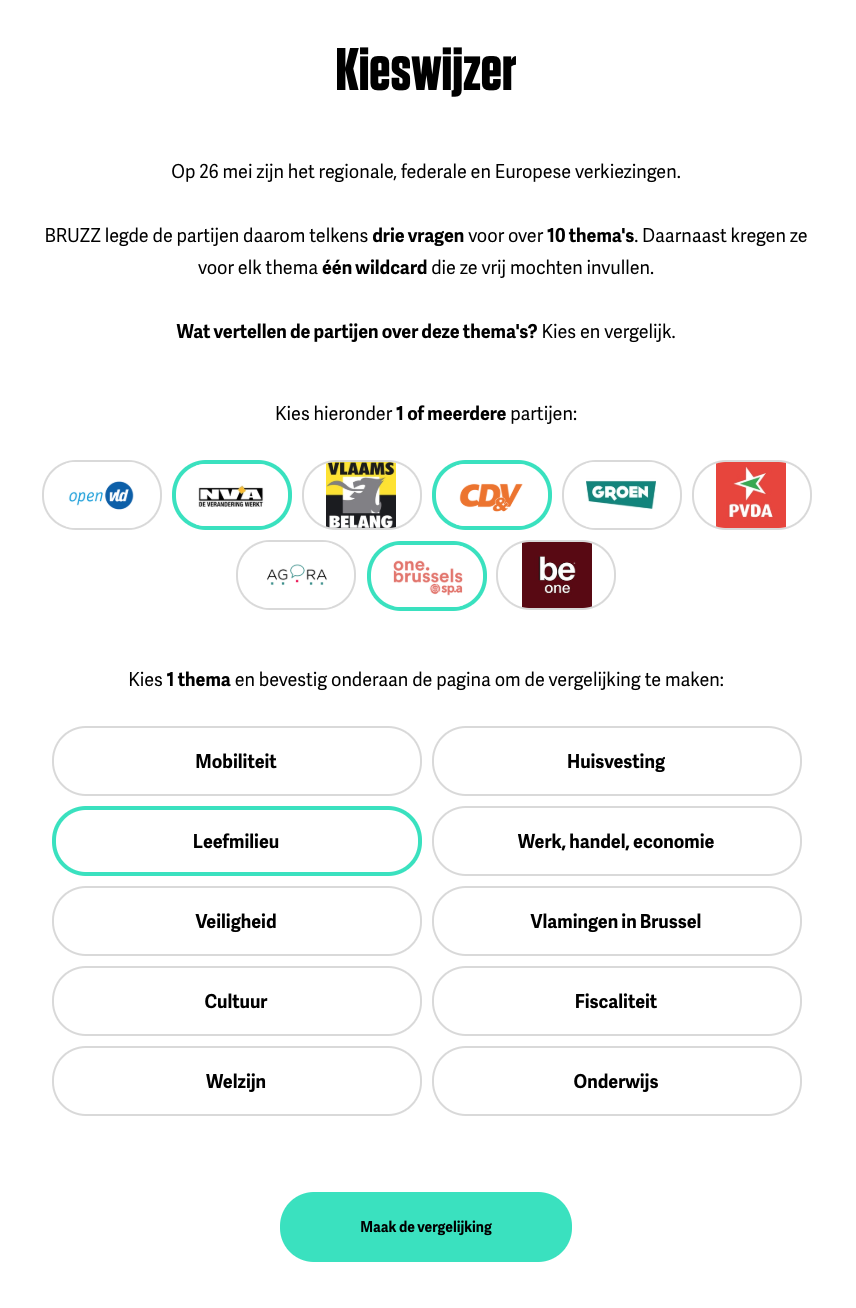 Kieswijzer
Op 26 mei zijn het regionale, federale en Europese verkiezingen.
BRUZZ legde de partijen daarom telkens drie vragen voor over 10 thema's. Daarnaast kregen ze
voor elk thema één wildcard die ze vrij mochten invullen.
Wat vertellen de partijen over deze thema's? Kies en vergelijk.
Kies hieronder 1 of meerdere partijen:
open vld
N-VA
DE VERANDERING WERKT
VLAAMS
BELANG
CD&V
GROEN
PVDA
AGORA
one.
brussels
@sp.a
be
one
Kies 1 thema en bevestig onderaan de pagina om de vergelijking te maken:
Mobiliteit
Huisvesting
Leefmilieu
Werk, handel, economie
Veiligheid
Vlamingen in Brussel
Cultuur
Fiscaliteit
Welzijn
Onderwijs
Maak de vergelijking